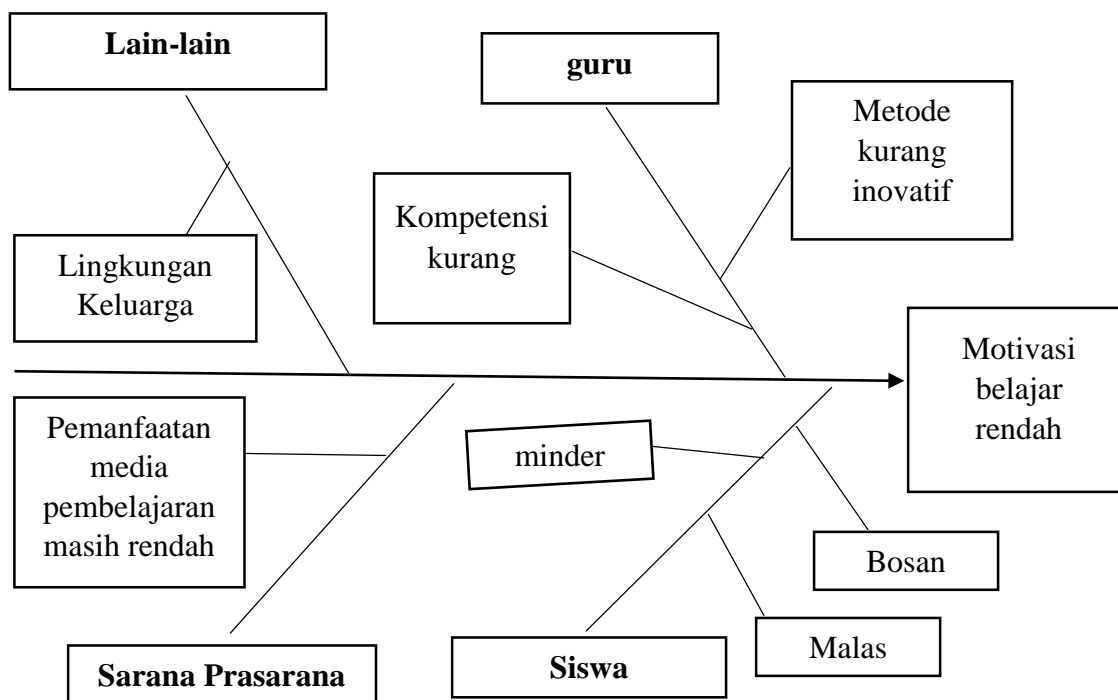 Lain-lain
guru
Metode
kurang
inovatif
Kompetensi
kurang
Lingkungan
Keluarga
Motivasi
belajar
rendah
Pemanfaatan
media
pembelajaran
masih rendah
minder
Bosan
Malas
Sarana Prasarana
Siswa